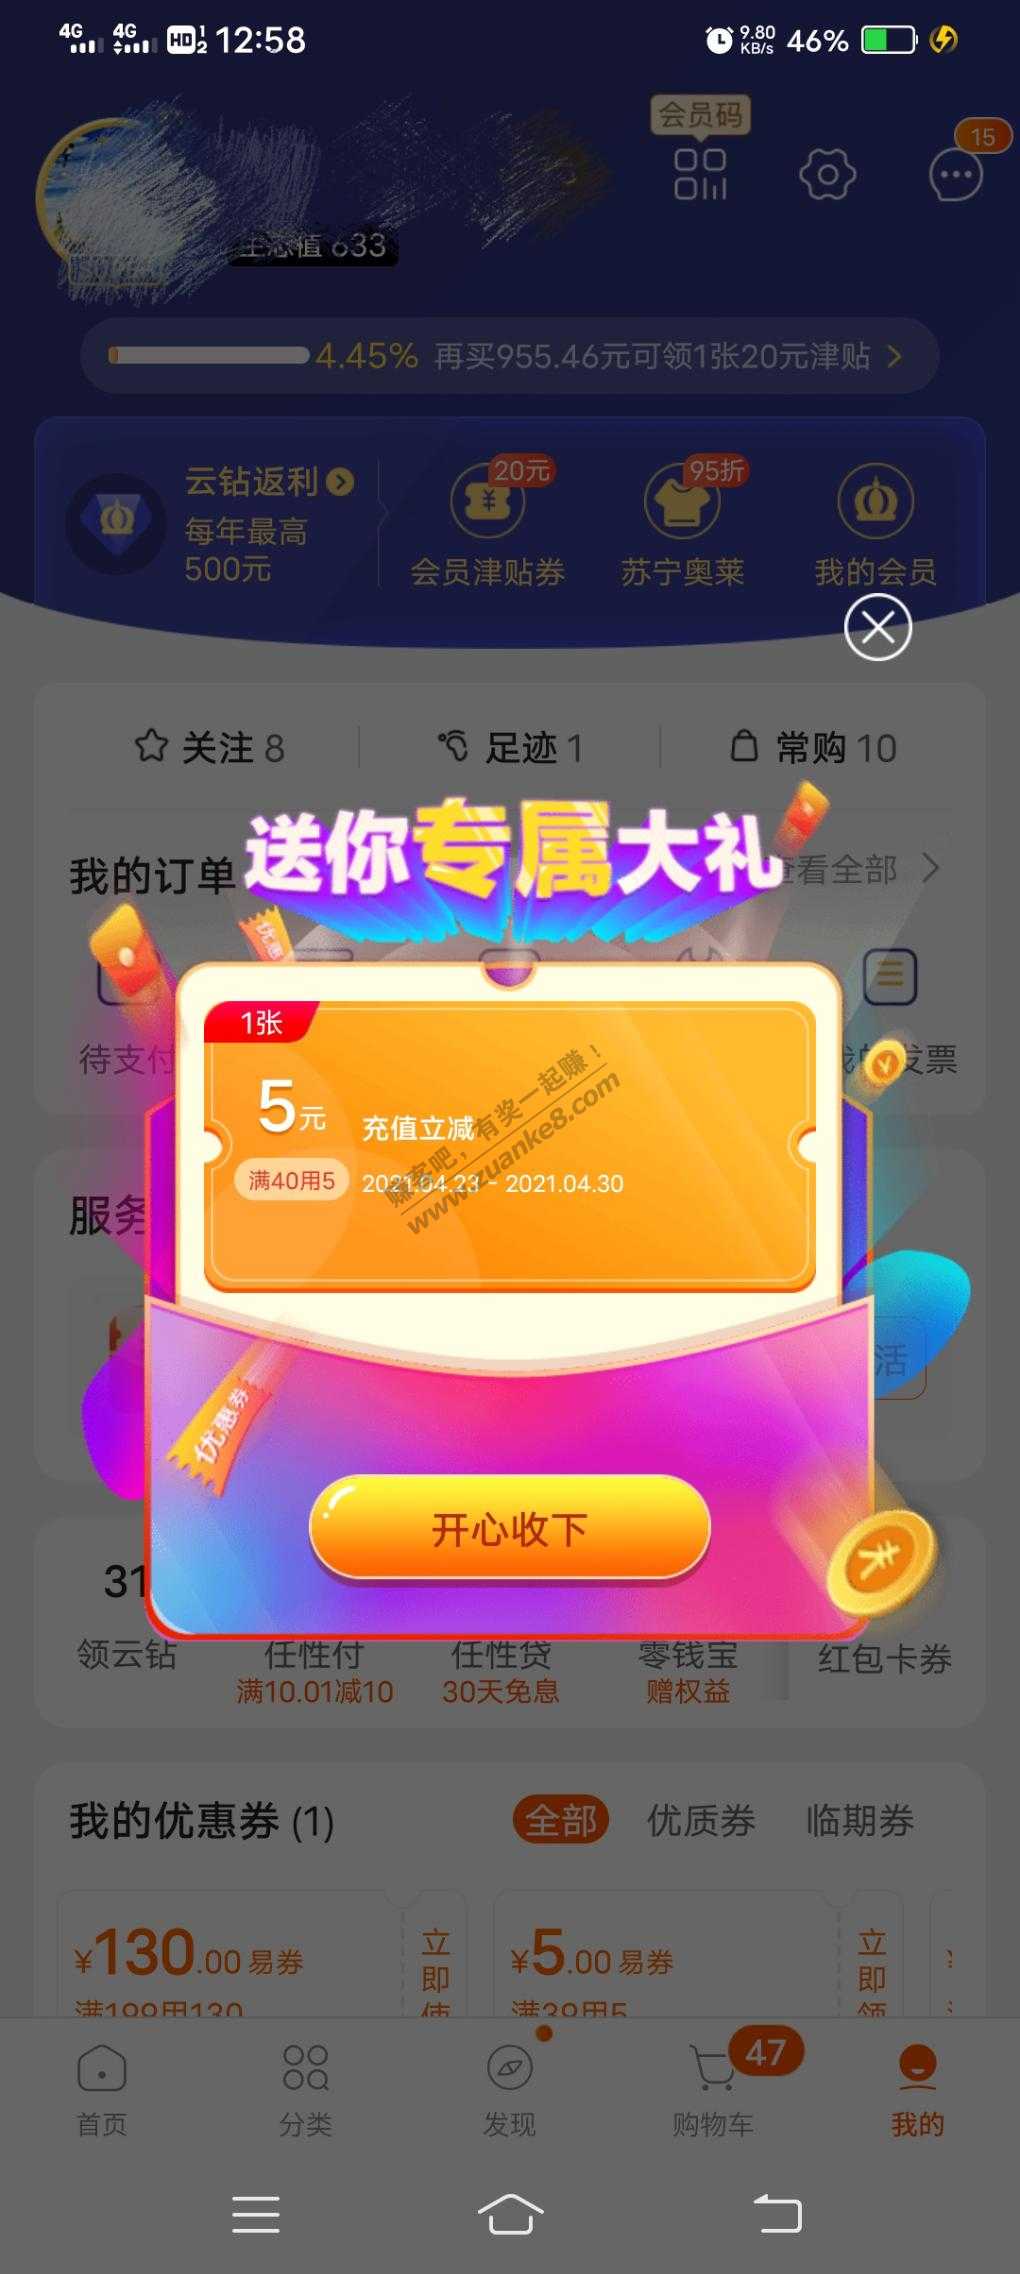 4G 4G HD 1 2 12:58 9.80 KB/s 46%
会员码
15
生态值 633
4.45% 再买955.46元可领1张20元津贴
云钻返利
每年最高
500元
20元
会员津贴券
95折
苏宁奥莱
我的会员
关注 8 足迹 1 常购 10
送你专属大礼
我的订单 查看全部
优惠
1张
5元 充值立减
满40用5 2021.04.23 - 2021.04.30
赚客吧，有奖一起赚！
www.zuanke8.com
待支付 发票
服务
活
优惠券
开心收下
31
领云钻 任性付 任性贷 零钱宝 红包卡券
满10.01减10 30天免息 赠权益
我的优惠券 (1) 全部 优质券 临期券
¥130.00 易券 立即使
满199用130
¥5.00 易券 立即领
满39用5
47
首页 分类 发现 购物车 我的